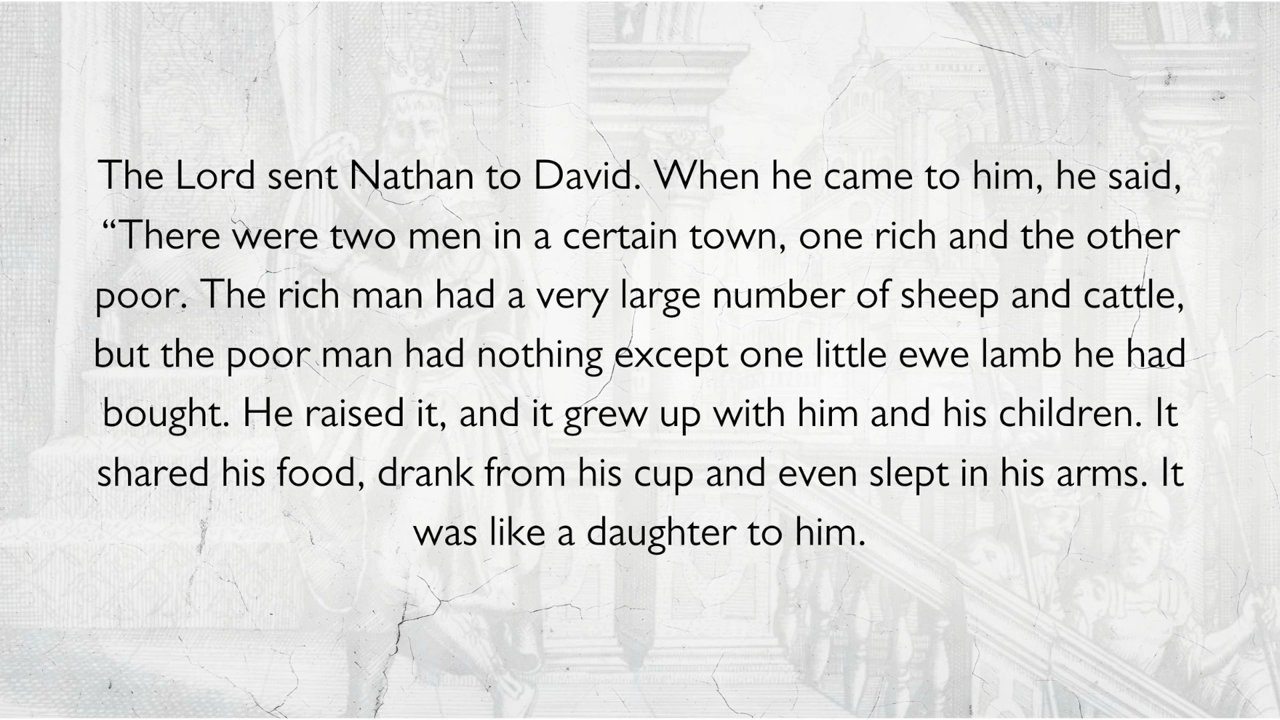 The Lord sent Nathan to David. When he came to him, he said,
“There were two men in a certain town, one rich and the other
poor. The rich man had a very large number of sheep and cattle,
but the poor man had nothing except one little ewe lamb he had
bought. He raised it, and it grew up with him and his children. It
shared his food, drank from his cup and even slept in his arms. It
was like a daughter to him.